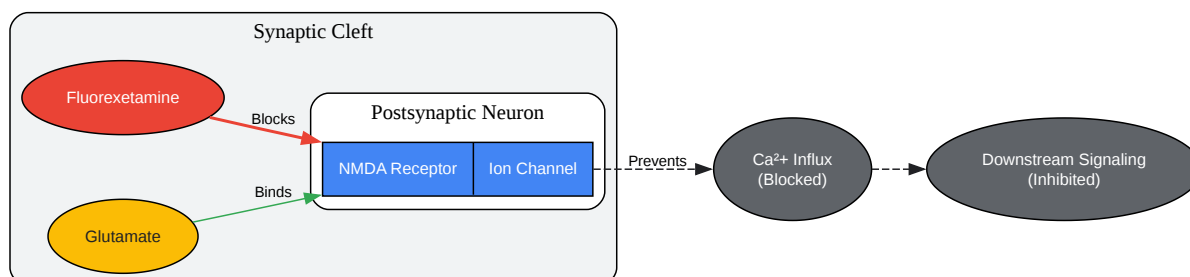 Synaptic Cleft
Fluorexetamine
Blocks
Postsynaptic Neuron
NMDA Receptor
Ion Channel
Prevents
Ca²+ Influx
(Blocked)
Downstream Signaling
(Inhibited)
Binds
Glutamate